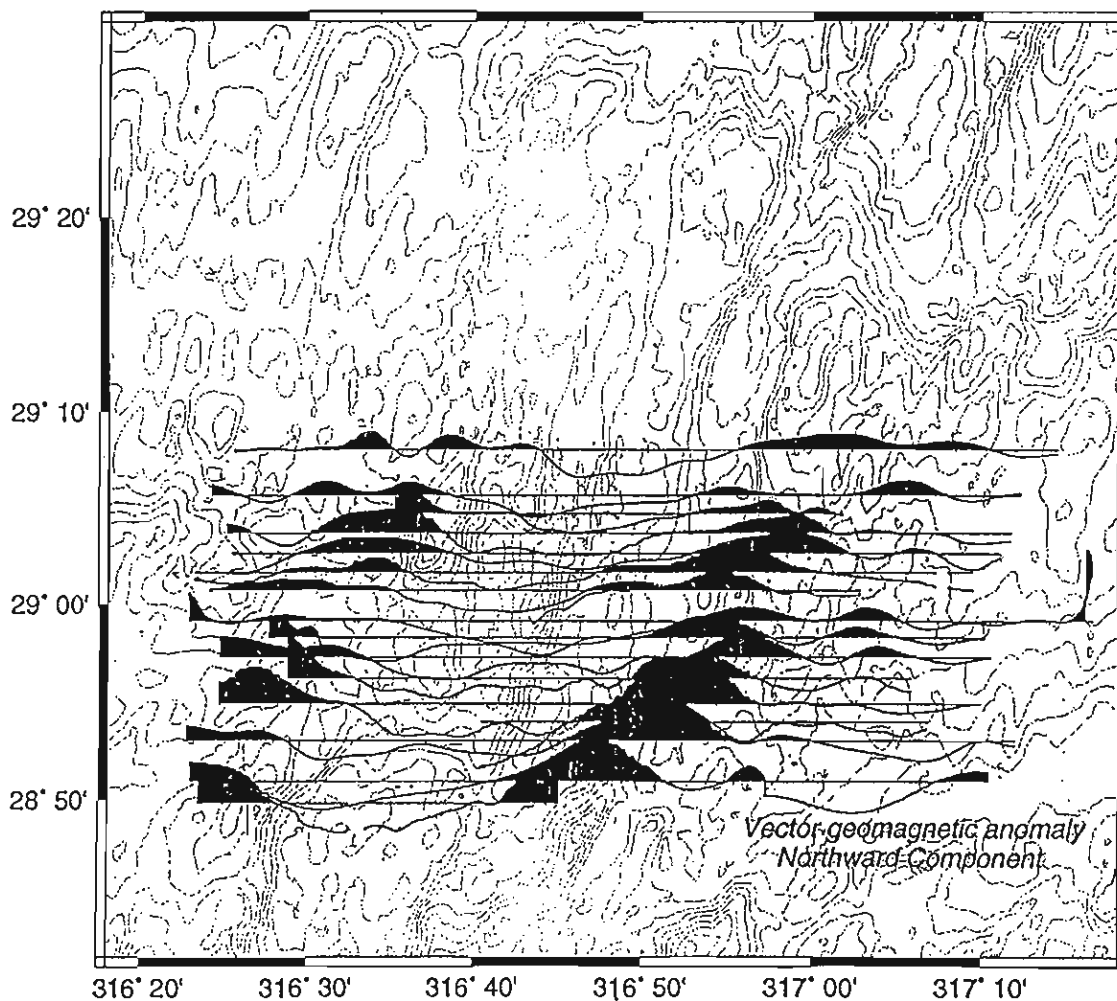 29° 20'
29° 10'
29° 00'
28° 50'
Vector geomagnetic anomaly
Northward Component
316° 20' 316° 30' 316° 40' 316° 50' 317° 00' 317° 10'